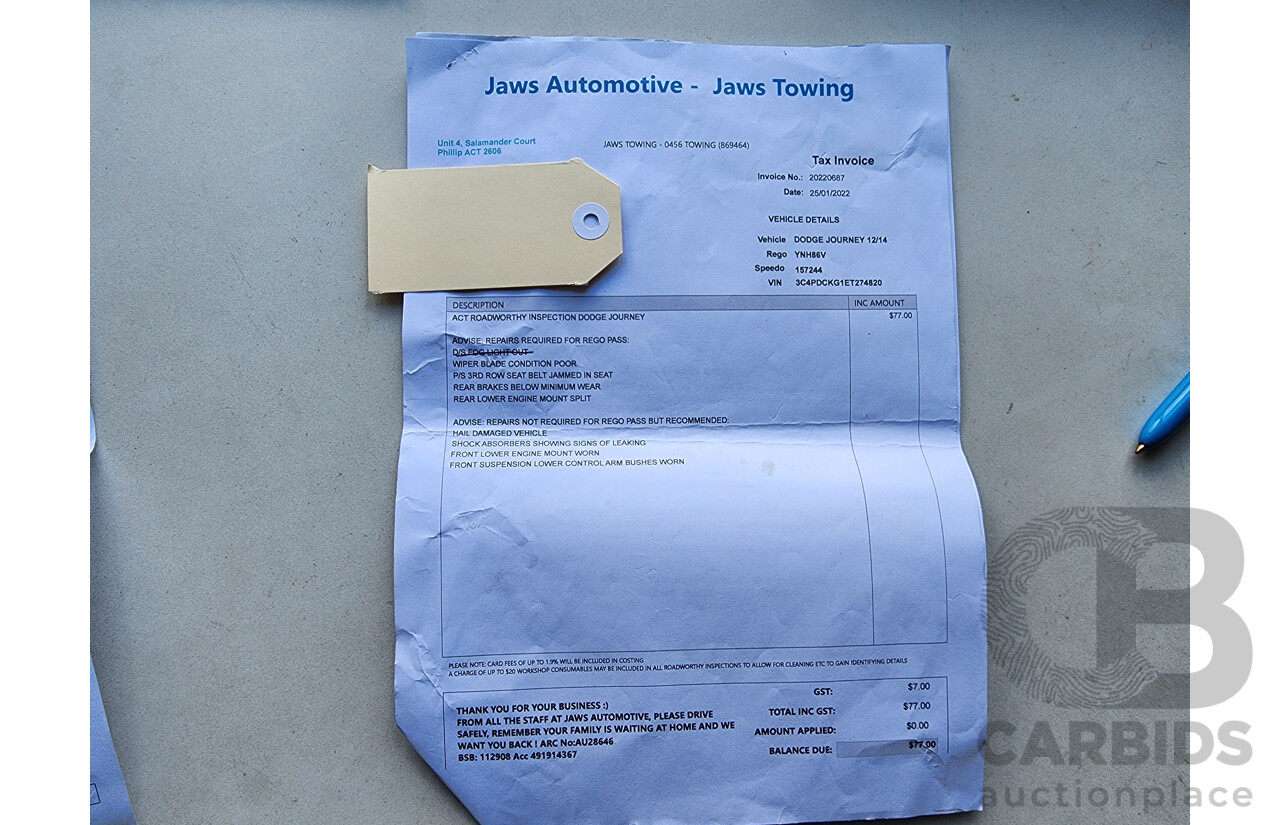 Jaws Automotive - Jaws Towing
Unit 4, Salamander Court
Phillip ACT 2606
JAWS TOWING - 0456 TOWING (869464)
Tax Invoice
Invoice No.: 20220687
Date: 25/01/2022
VEHICLE DETAILS
Vehicle DODGE JOURNEY 12/14
Rego YNH86V
Speedo 157244
VIN 3C4PDCKG1ET274820
DESCRIPTION INC AMOUNT
ACT ROADWORTHY INSPECTION DODGE JOURNEY $77.00
ADVISE: REPAIRS REQUIRED FOR REGO PASS:
D/S FOG LIGHT OUT
WIPER BLADE CONDITION POOR
P/S 3RD ROW SEAT BELT JAMMED IN SEAT
REAR BRAKES BELOW MINIMUM WEAR
REAR LOWER ENGINE MOUNT SPLIT
ADVISE: REPAIRS NOT REQUIRED FOR REGO PASS BUT RECOMMENDED:
HAIL DAMAGED VEHICLE
SHOCK ABSORBERS SHOWING SIGNS OF LEAKING
FRONT LOWER ENGINE MOUNT WORN
FRONT SUSPENSION LOWER CONTROL ARM BUSHES WORN
PLEASE NOTE: CARD FEES OF UP TO 1.9% WILL BE INCLUDED IN COSTING
A CHARGE OF UP TO $20 WORKSHOP CONSUMABLES MAY BE INCLUDED IN ALL ROADWORTHY INSPECTIONS TO ALLOW FOR CLEANING ETC TO GAIN IDENTIFYING DETAILS
THANK YOU FOR YOUR BUSINESS :)
FROM ALL THE STAFF AT JAWS AUTOMOTIVE, PLEASE DRIVE
SAFELY, REMEMBER YOUR FAMILY IS WAITING AT HOME AND WE
WANT YOU BACK ! ARC No:AU28646
BSB: 112908 Acc 491914367
GST: $7.00
TOTAL INC GST: $77.00
AMOUNT APPLIED: $0.00
BALANCE DUE: $77.00
CB
CARBIDS
auctionplace